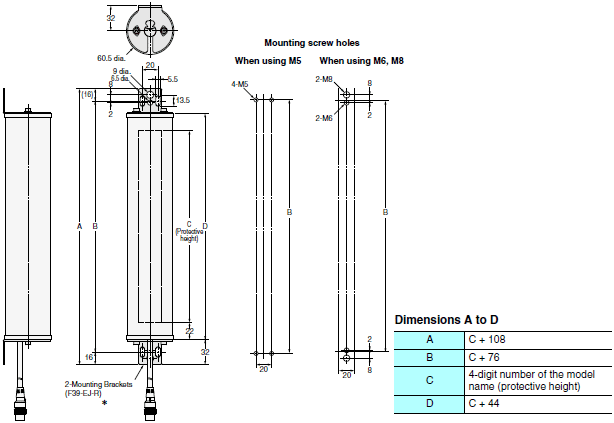 32
60.5 dia.
Mounting screw holes
When using M5
When using M6, M8
20
9 dia.
6.5 dia.
5.5
8
(16)
13.5
2
4-M5
2-M8
8
2-M6
2
A
B
C
(Protective
height)
D
B
B
22
32
16
20
2
20
8
2-Mounting Brackets
(F39-EJ-R)
*
Dimensions A to D
A C + 108
B C + 76
C 4-digit number of the model
name (protective height)
D C + 44